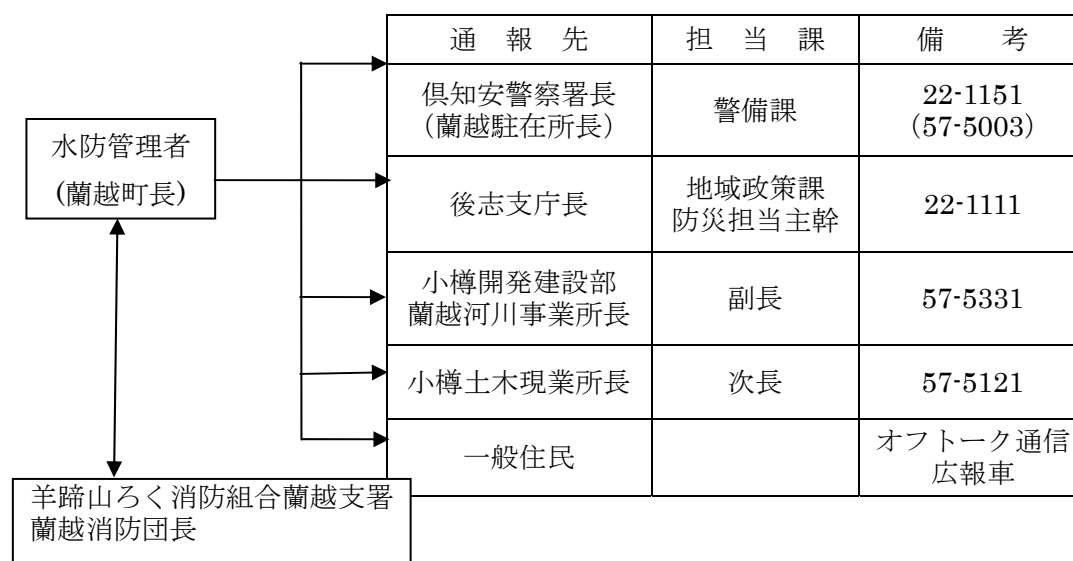 通 報 先 担 当 課 備 考
倶知安警察署長
(蘭越駐在所長)
警備課
22-1151
(57-5003)
水防管理者
(蘭越町長)
後志支庁長
地域政策課
防災担当主幹
22-1111
小樽開発建設部
蘭越河川事業所長
副長
57-5331
小樽土木現業所長
次長
57-5121
一般住民
オフトーク通信
広報車
羊蹄山ろく消防組合蘭越支署
蘭越消防団長